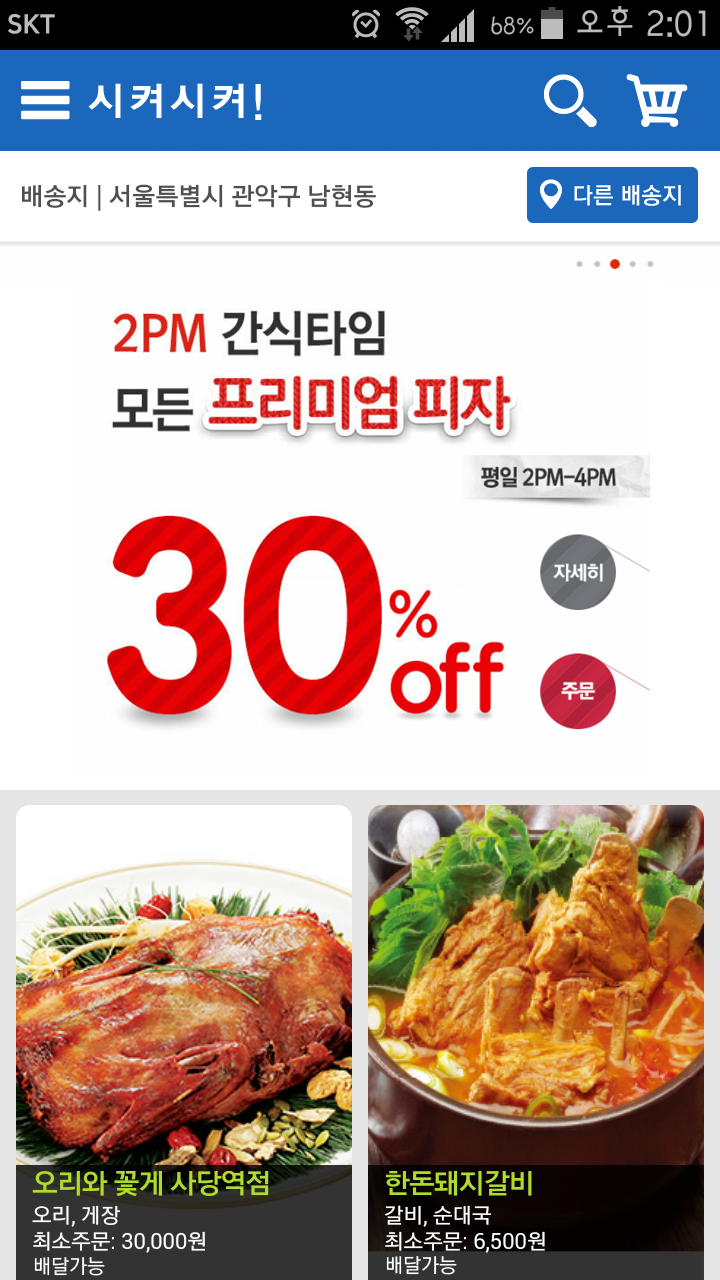 SKT 68% 오후 2:01
시켜시켜!
배송지 | 서울특별시 관악구 남현동
다른 배송지
2PM 간식타임
모든 프리미엄 피자
평일 2PM-4PM
30% off
자세히
주문
오리와 꽃게 사당역점
오리, 게장
최소주문: 30,000원
배달가능
한돈돼지갈비
갈비, 순대국
최소주문: 6,500원
배달가능